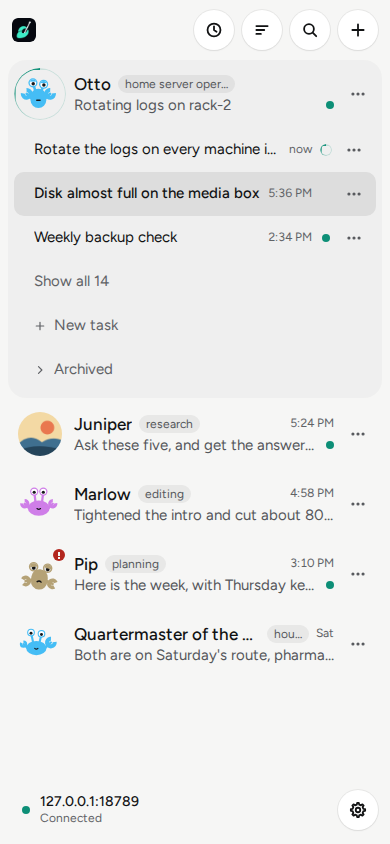 Otto home server oper...
Rotating logs on rack-2
Rotate the logs on every machine i... now
Disk almost full on the media box 5:36 PM
Weekly backup check 2:34 PM
Show all 14
+ New task
> Archived
Juniper research 5:24 PM
Ask these five, and get the answer...
Marlow editing 4:58 PM
Tightened the intro and cut about 80...
Pip planning 3:10 PM
Here is the week, with Thursday ke...
Quartermaster of the ... hou... Sat
Both are on Saturday's route, pharma...
127.0.0.1:18789
Connected